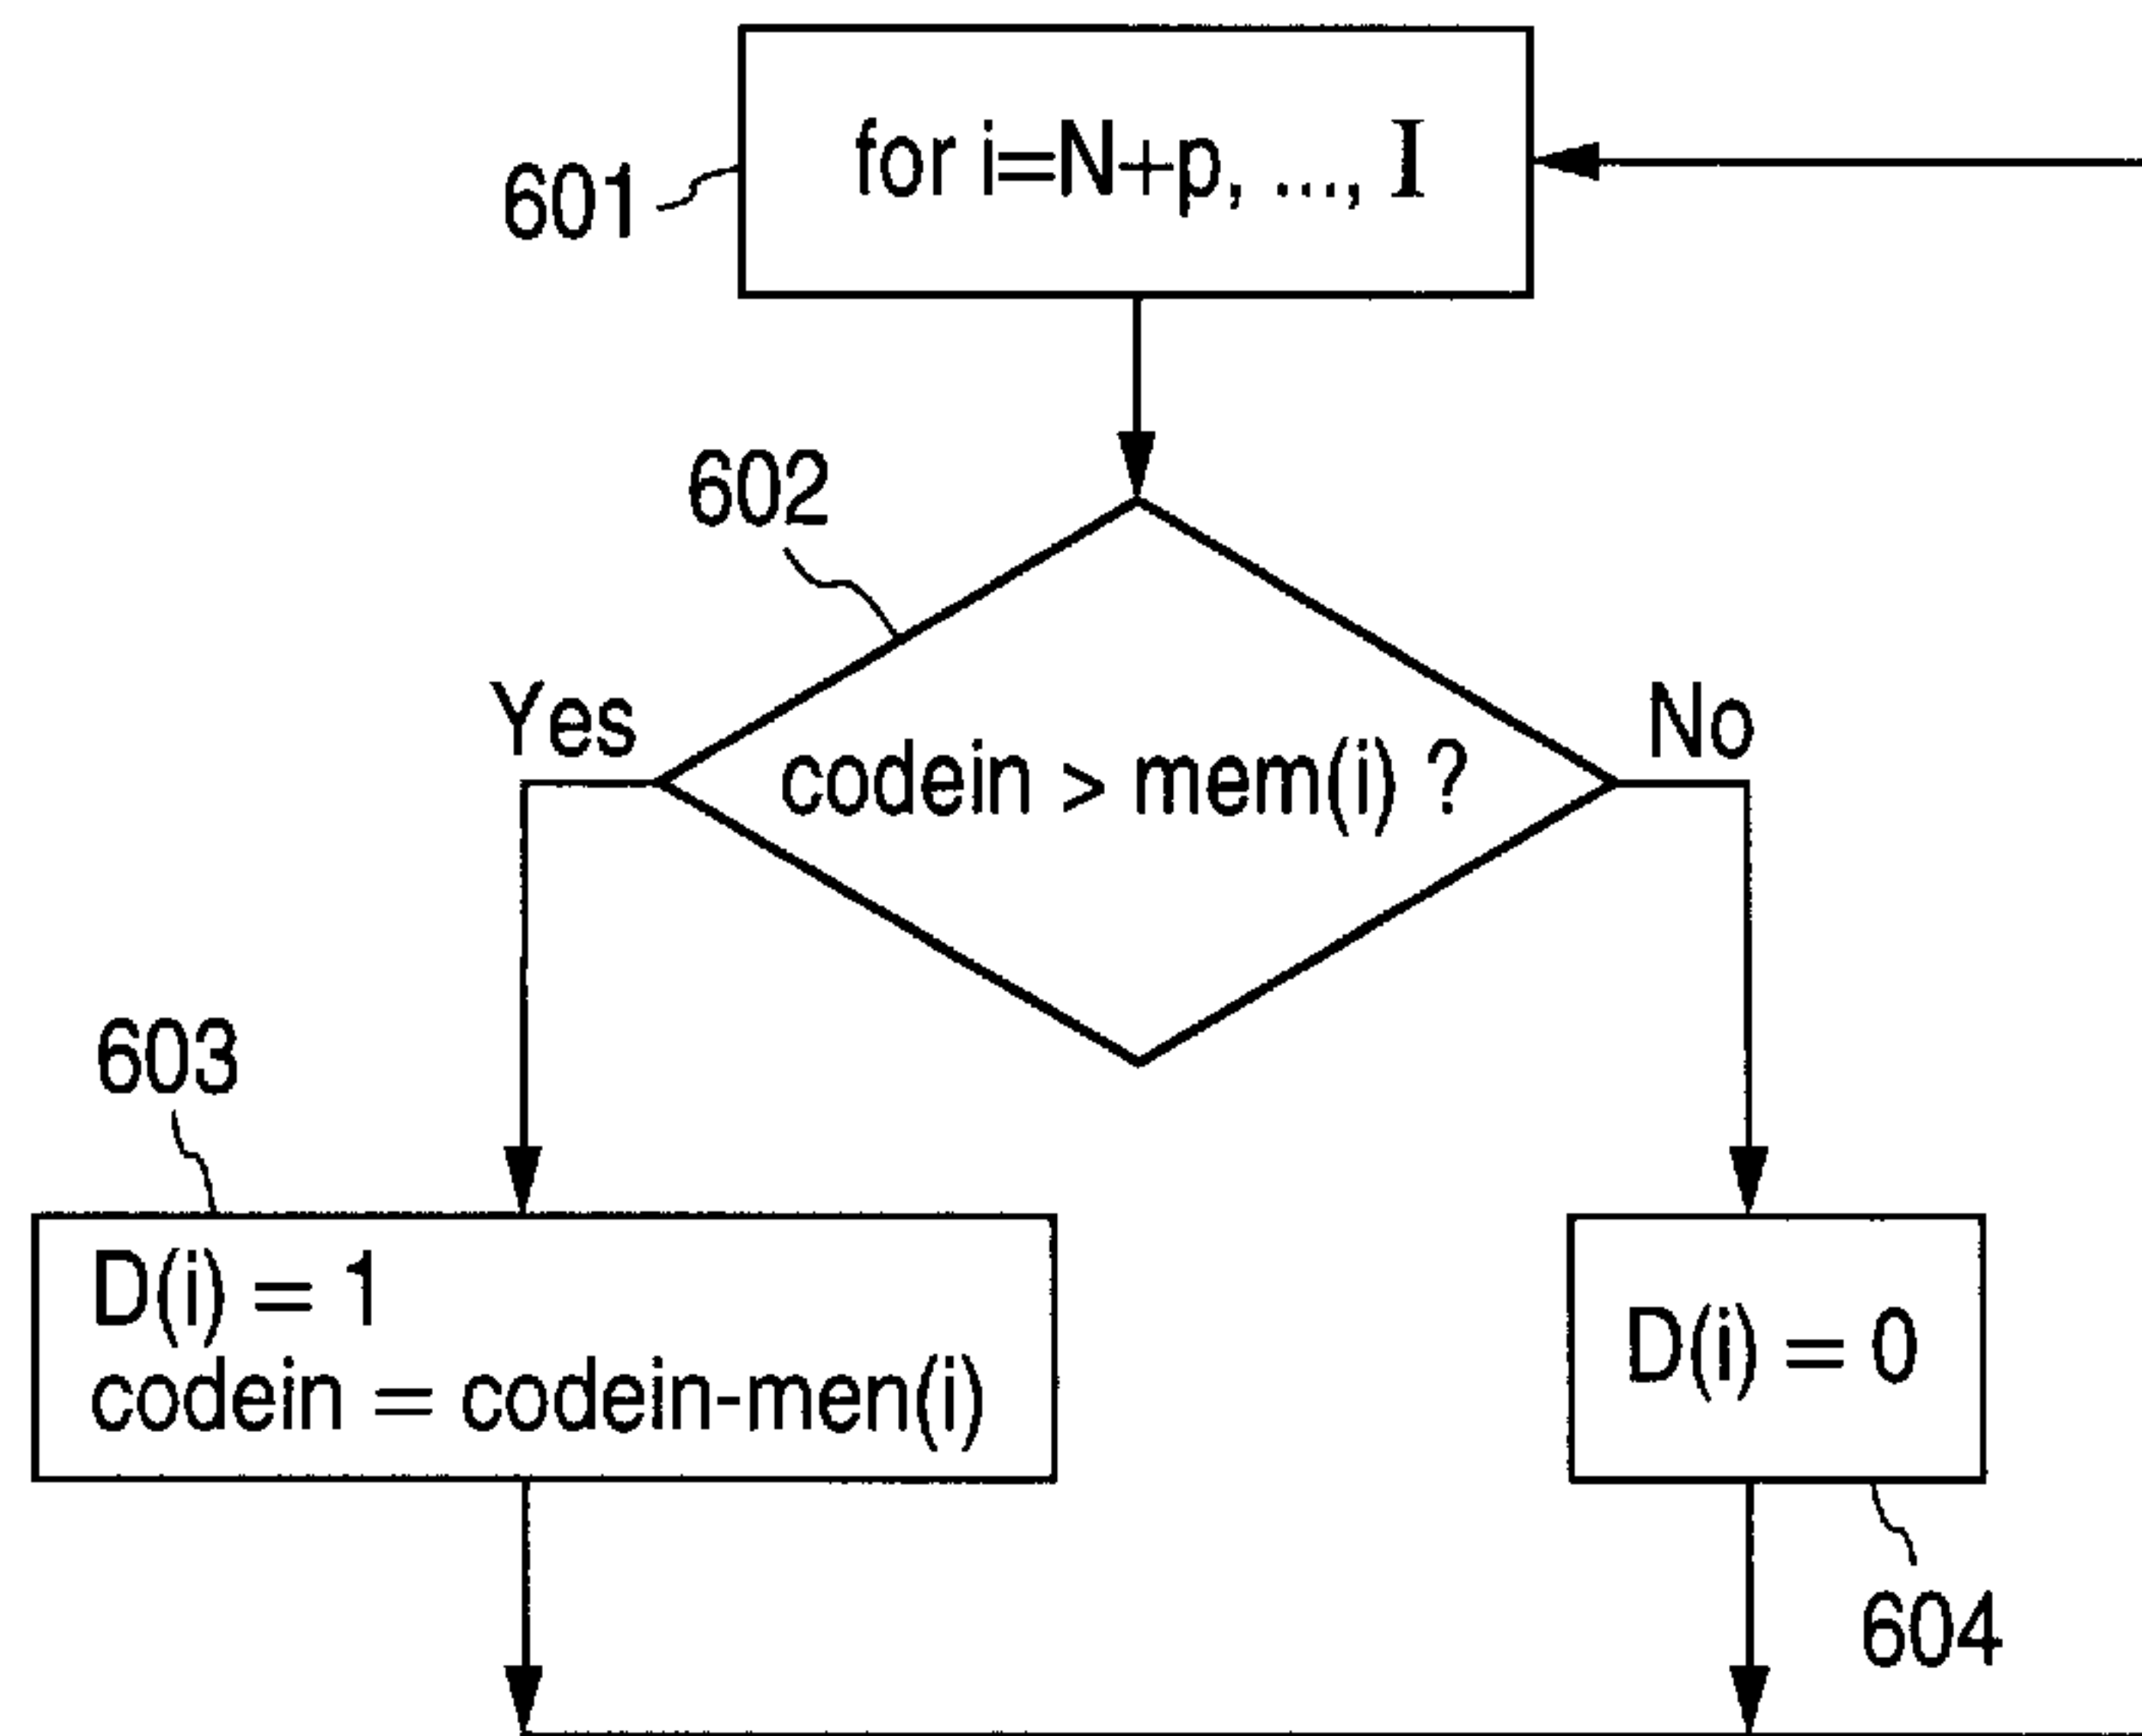 for i=N+p, ..., I
601
602
Yes
No
codein > mem(i) ?
603
D(i) = 1
codein = codein-men(i)
D(i) = 0
604